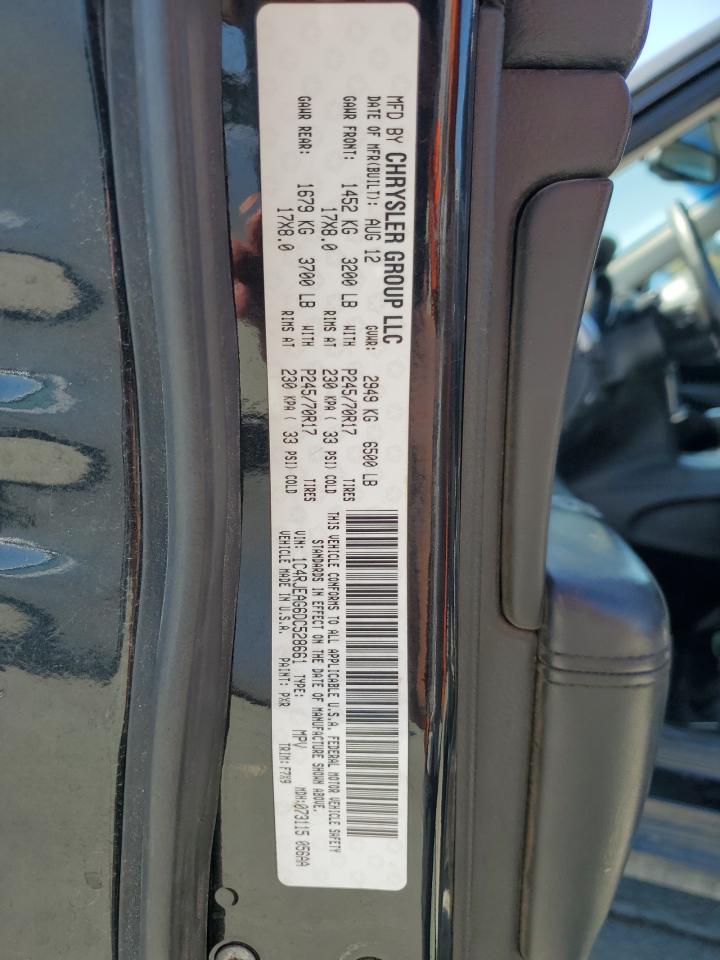 MFD BY CHRYSLER GROUP LLC
DATE OF MFR(BUILT): AUG 12 GVWR: 2949 KG 6500 LB
GAWR FRONT: 1452 KG 3200 LB WITH P245/70R17 TIRES
17X8.0 RIMS AT 230 KPA( 33 PSI) COLD
GAWR REAR: 1679 KG 3700 LB WITH P245/70R17 TIRES
17X8.0 RIMS AT 230 KPA( 33 PSI) COLD
THIS VEHICLE CONFORMS TO ALL APPLICABLE U.S.A. FEDERAL MOTOR VEHICLE SAFETY
STANDARDS IN EFFECT ON THE DATE OF MANUFACTURE SHOWN ABOVE.
VIN: 1C4RJEAG6DC528661 TYPE: MPV MDH:073115 056AA
VEHICLE MADE IN U.S.A. PAINT: PXR TRIM:F7X9